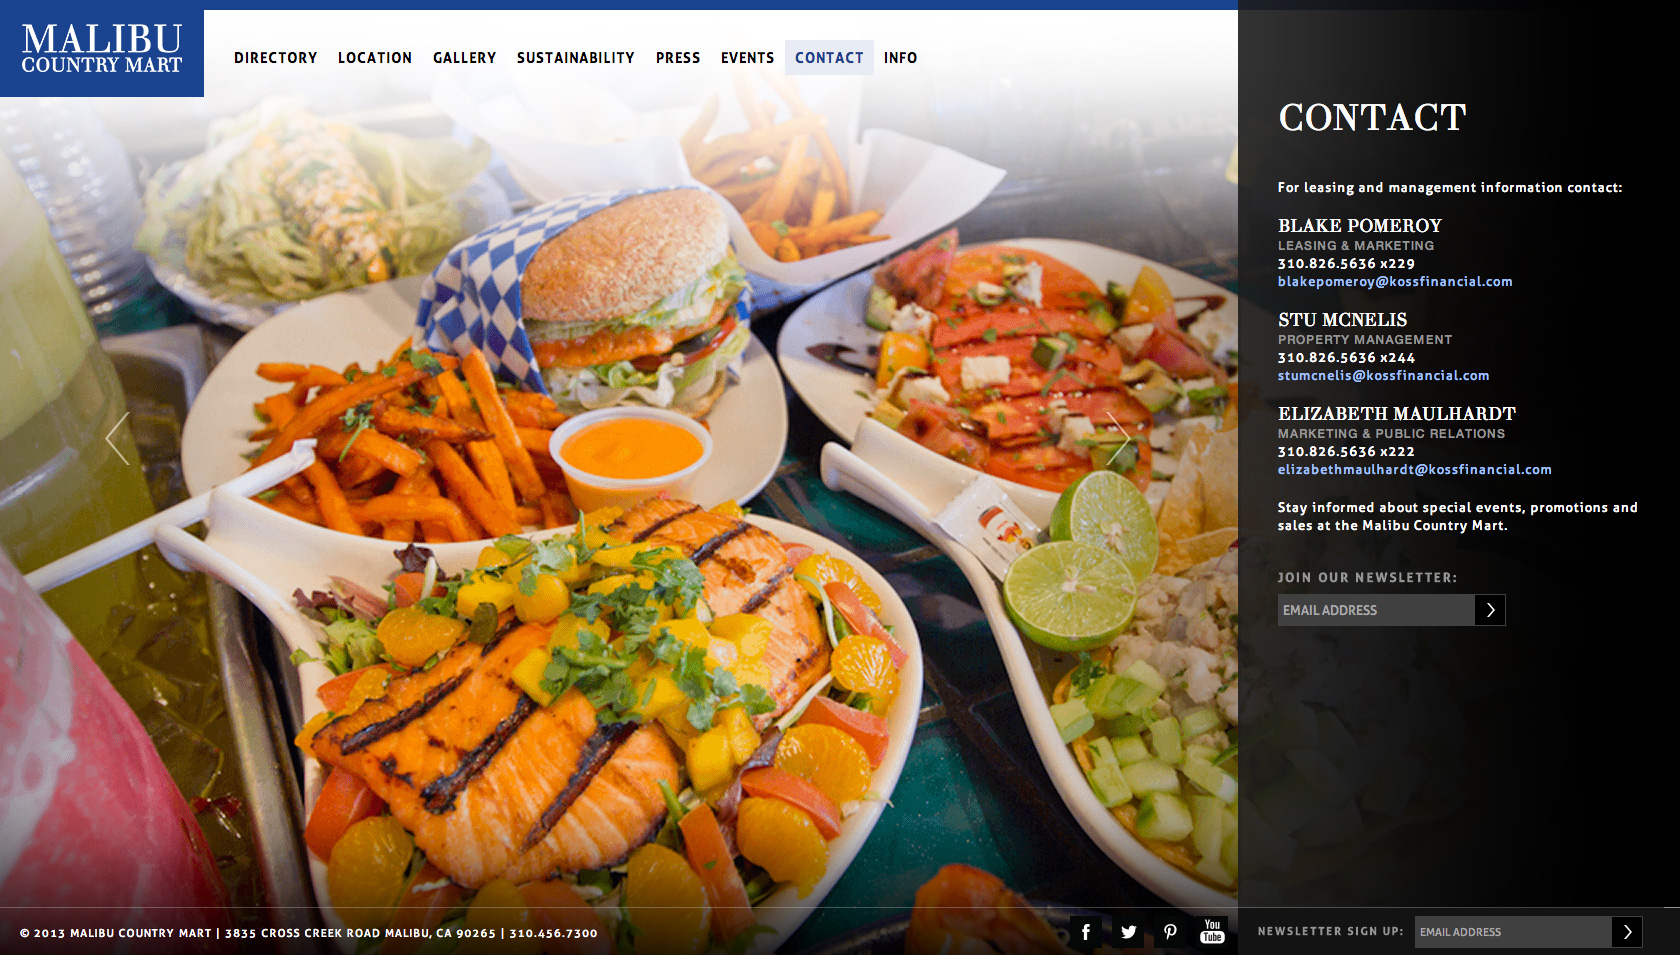 MALIBU
COUNTRY MART
DIRECTORY LOCATION GALLERY SUSTAINABILITY PRESS EVENTS CONTACT INFO
CONTACT
For leasing and management information contact:
BLAKE POMEROY
LEASING & MARKETING
310.826.5636 x229
blakepomeroy@kossfinancial.com
STU MCNELIS
PROPERTY MANAGEMENT
310.826.5636 x244
stumcnelis@kossfinancial.com
ELIZABETH MAULHARDT
MARKETING & PUBLIC RELATIONS
310.826.5636 x222
elizabethmaulhardt@kossfinancial.com
Stay informed about special events, promotions and
sales at the Malibu Country Mart.
JOIN OUR NEWSLETTER:
EMAIL ADDRESS
© 2013 MALIBU COUNTRY MART | 3835 CROSS CREEK ROAD MALIBU, CA 90265 | 310.456.7300
You
Tube
NEWSLETTER SIGN UP: EMAIL ADDRESS